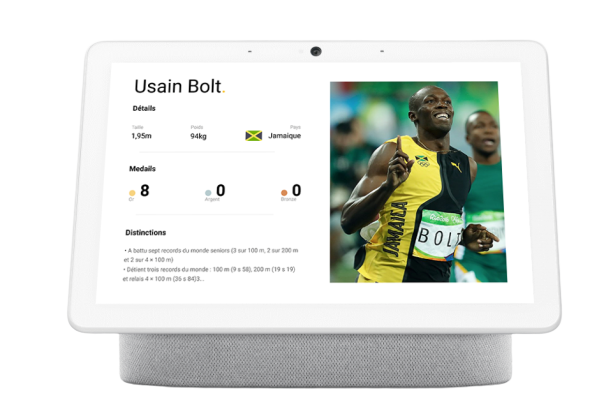 Usain Bolt.
Détails
Taille
Poids
Pays
1,95m
94kg
Jamaique
Medails
8
0
0
Or
Argent
Bronze
Distinctions
• A battu sept records du monde seniors (3 sur 100 m, 2 sur 200 m
et 2 sur 4 x 100 m)
• Détient trois records du monde : 100 m (9 s 58), 200 m (19 s 19)
et relais 4 x 100 m (36 s 84)3...
JAMAICA
BOLT